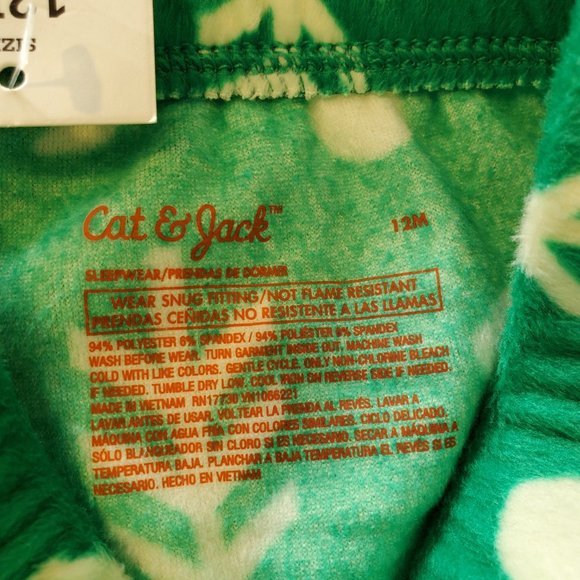 SIZE
Cat & Jack™
12M
SLEEPWEAR/PRENDAS DE DORMIR
WEAR SNUG FITTING/NOT FLAME RESISTANT
PRENDAS CEÑIDAS NO RESISTENTE A LAS LLAMAS
94% POLYESTER 6% SPANDEX / 94% POLIÉSTER 6% SPANDEX
WASH BEFORE WEAR. TURN GARMENT INSIDE OUT. MACHINE WASH
COLD WITH LIKE COLORS. GENTLE CYCLE. ONLY NON-CHLORINE BLEACH
IF NEEDED. TUMBLE DRY LOW. COOL IRON ON REVERSE SIDE IF NEEDED.
MADE IN VIETNAM RN17730 VN1066221
LAVAR ANTES DE USAR. VOLTEAR LA PRENDA AL REVÉS. LAVAR A
MÁQUINA CON AGUA FRÍA CON COLORES SIMILARES. CICLO DELICADO.
SÓLO BLANQUEADOR SIN CLORO SI ES NECESARIO. SECAR A MÁQUINA A
TEMPERATURA BAJA. PLANCHAR A BAJA TEMPERATURA EL REVÉS SI ES
NECESARIO. HECHO EN VIETNAM